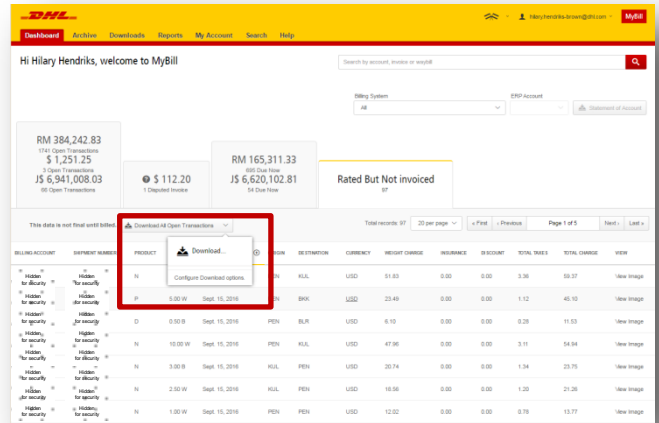 DHL
hilary.hendriks-brown@dhl.com MyBill
Dashboard Archive Downloads Reports My Account Search Help
Hi Hilary Hendriks, welcome to MyBill
Search by account, invoice or waybill
Billing System ERP Account
All Statement of Account
RM 384,242.83
1741 Open Transactions
$ 1,251.25
3 Open Transactions
J$ 6,941,008.03
88 Open Transactions
$ 112.20
1 Disputed Invoice
RM 165,311.33
695 Due Now
J$ 6,620,102.81
54 Due Now
Rated But Not invoiced
97
This data is not final until billed. Download All Open Transactions Total records: 97 20 per page « First ‹ Previous Page 1 of 5 Next › Last »
Download...
Configure Download options.
BILLING ACCOUNT SHIPMENT NUMBER PRODUCT ORIGIN DESTINATION CURRENCY WEIGHT CHARGE INSURANCE DISCOUNT TOTAL TAXES TOTAL CHARGE VIEW
Hidden for security Hidden for security N PEN KUL USD 51.83 0.00 0.00 3.36 59.37 View Image
Hidden for security Hidden for security P 5.00 W Sept. 15, 2016 PEN BKK USD 23.49 0.00 0.00 1.12 45.10 View Image
Hidden for security Hidden for security D 0.50 B Sept. 15, 2016 PEN BLR USD 6.10 0.00 0.00 0.28 11.53 View Image
Hidden for security Hidden for security N 10.00 W Sept. 15, 2016 PEN KUL USD 47.96 0.00 0.00 3.11 54.94 View Image
Hidden for security Hidden for security N 3.00 B Sept. 15, 2016 KUL PEN USD 20.74 0.00 0.00 1.34 23.75 View Image
Hidden for security Hidden for security N 2.50 W Sept. 15, 2016 KUL PEN USD 18.56 0.00 0.00 1.20 21.26 View Image
Hidden for security Hidden for security N 1.00 W Sept. 15, 2016 PEN PEN USD 12.02 0.00 0.00 0.78 13.77 View Image